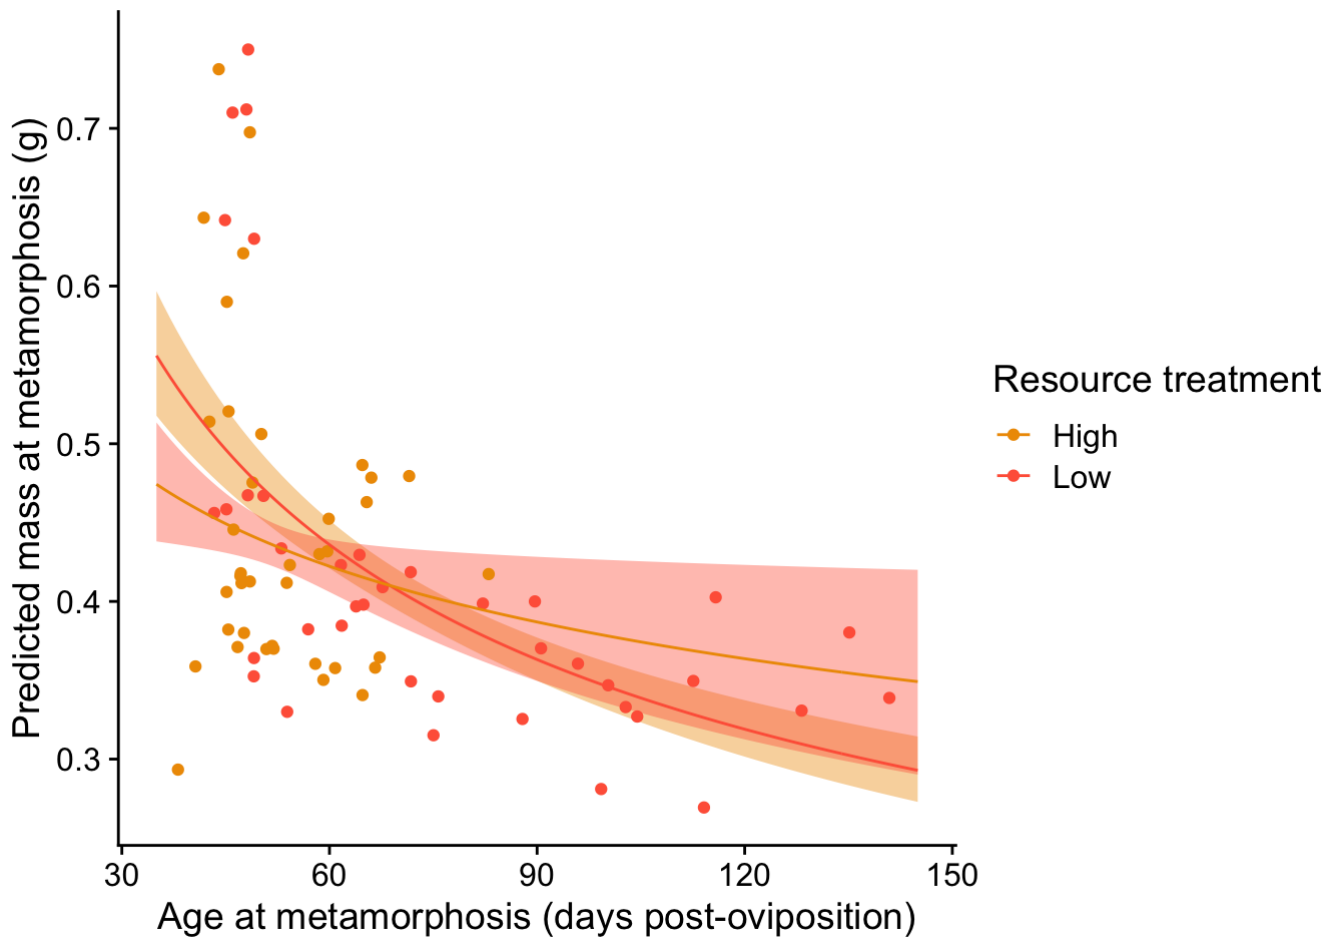 Predicted mass at metamorphosis (g)
0.7
0.6
0.5
0.4
0.3
30 60 90 120 150
Age at metamorphosis (days post-oviposition)
Resource treatment
High
Low